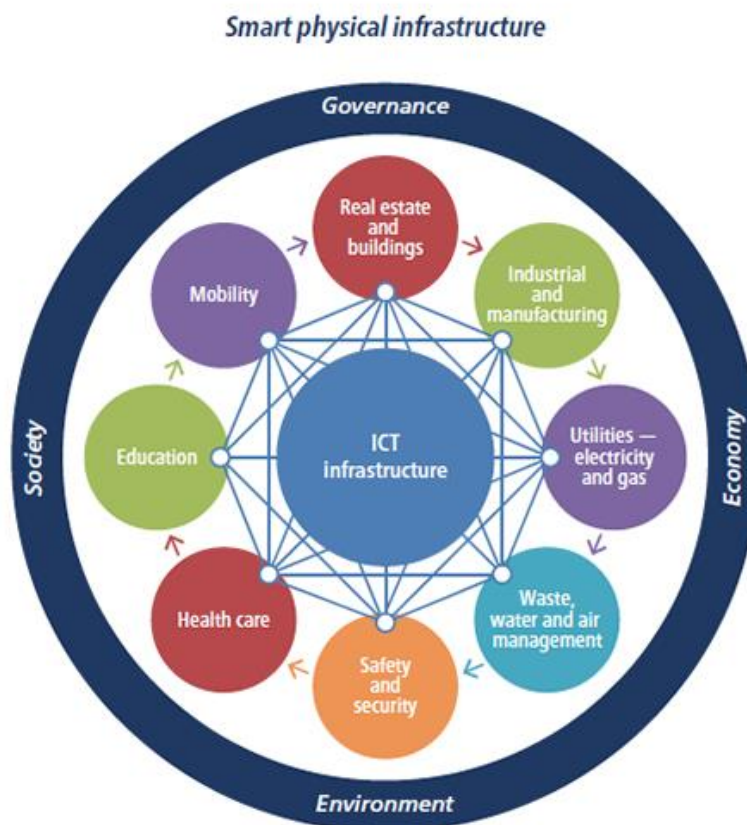 Smart physical infrastructure
Governance
Real estate
and
buildings
Mobility
Industrial
and
manufacturing
Society
Education
ICT
infrastructure
Utilities —
electricity
and gas
Economy
Health care
Waste,
water and air
management
Safety
and
security
Environment